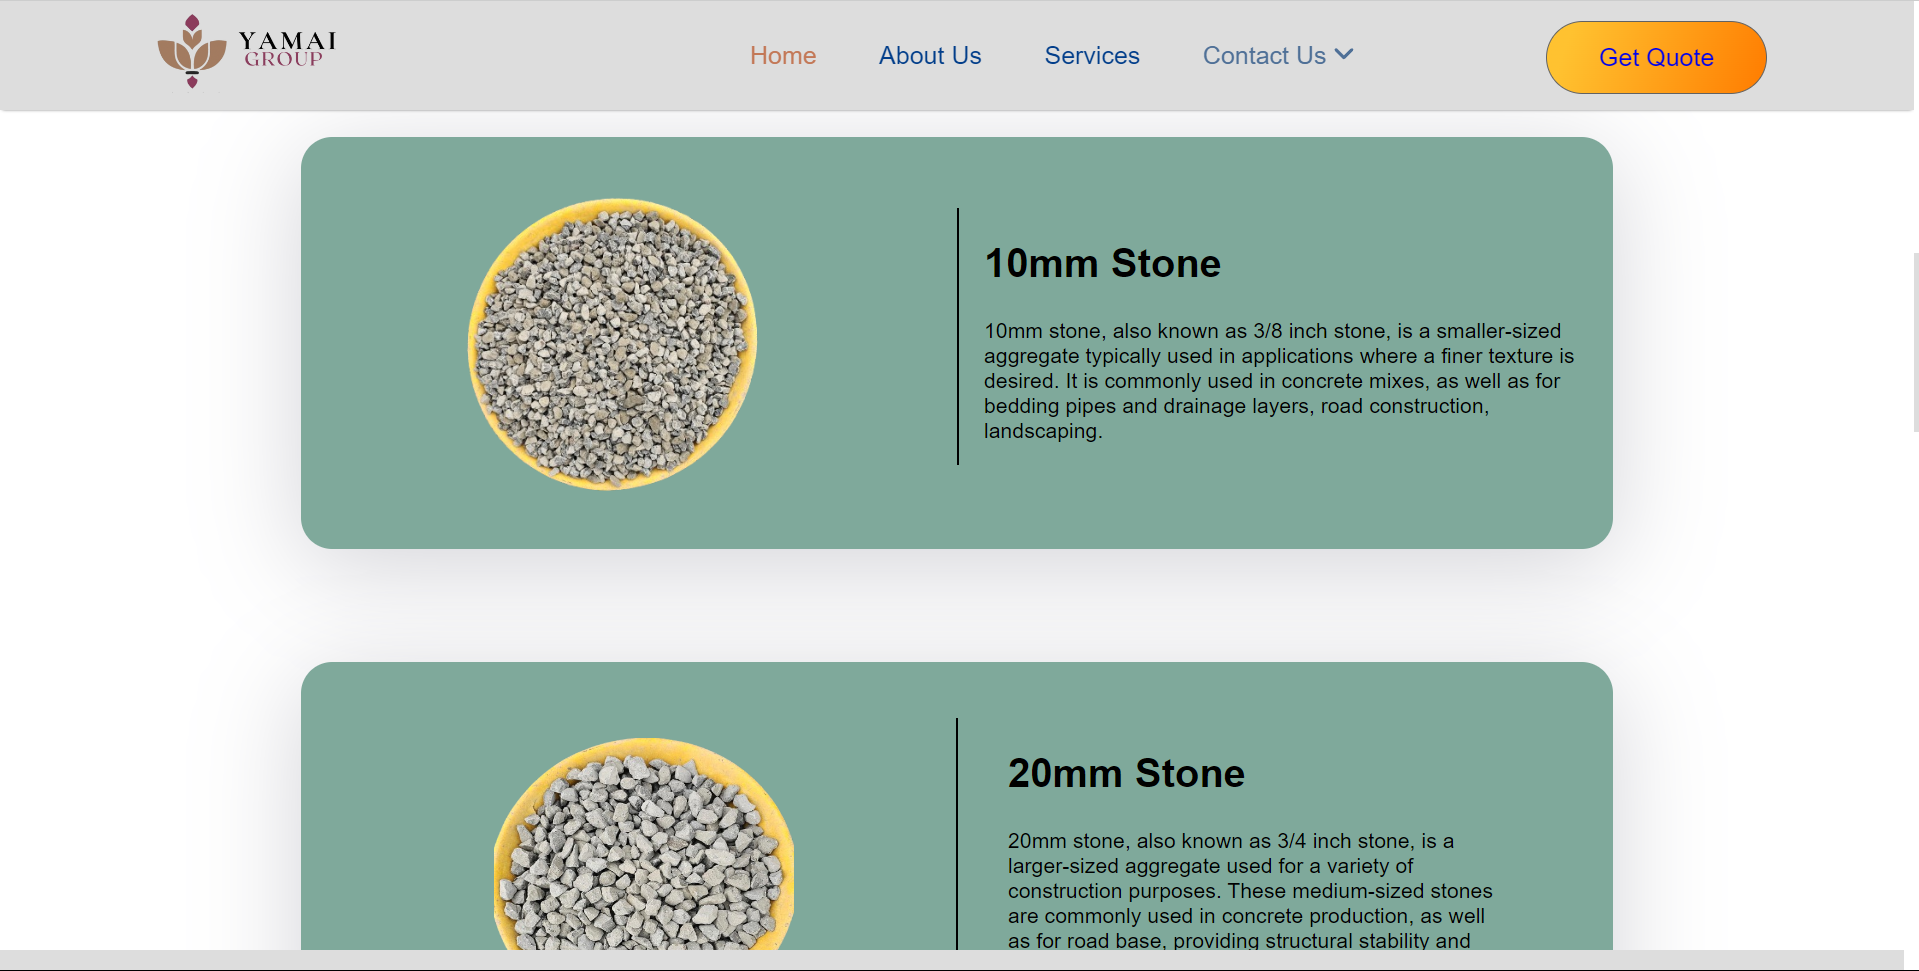 YAMAI
GROUP
Home
About Us
Services
Contact Us
Get Quote
10mm Stone
10mm stone, also known as 3/8 inch stone, is a smaller-sized
aggregate typically used in applications where a finer texture is
desired. It is commonly used in concrete mixes, as well as for
bedding pipes and drainage layers, road construction,
landscaping.
20mm Stone
20mm stone, also known as 3/4 inch stone, is a
larger-sized aggregate used for a variety of
construction purposes. These medium-sized stones
are commonly used in concrete production, as well
as for road base, providing structural stability and